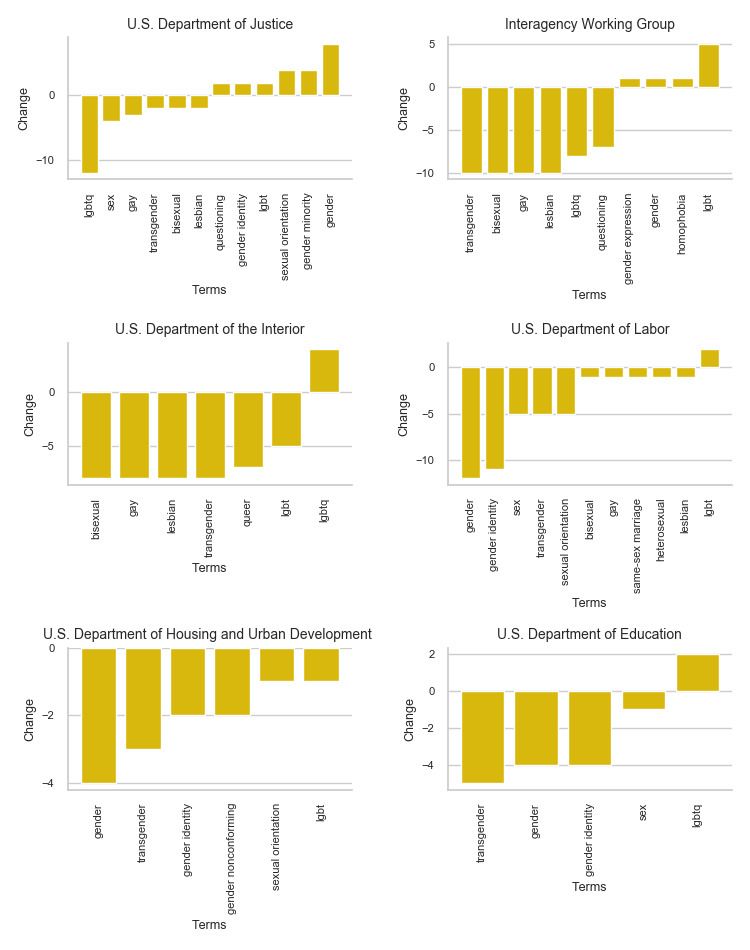 U.S. Department of Justice
Change
0
−10
lgbtq
sex
gay
transgender
bisexual
lesbian
questioning
gender identity
lgbt
sexual orientation
gender minority
gender
Terms
Interagency Working Group
Change
5
0
−5
−10
transgender
bisexual
gay
lesbian
lgbtq
questioning
gender expression
gender
homophobia
lgbt
Terms
U.S. Department of the Interior
Change
0
−5
bisexual
gay
lesbian
transgender
queer
lgbt
lgbtq
Terms
U.S. Department of Labor
Change
0
−5
−10
gender
gender identity
sex
transgender
sexual orientation
bisexual
gay
same-sex marriage
heterosexual
lesbian
lgbt
Terms
U.S. Department of Housing and Urban Development
Change
0
−2
−4
gender
transgender
gender identity
gender nonconforming
sexual orientation
lgbt
Terms
U.S. Department of Education
Change
2
0
−2
−4
transgender
gender
gender identity
sex
lgbtq
Terms